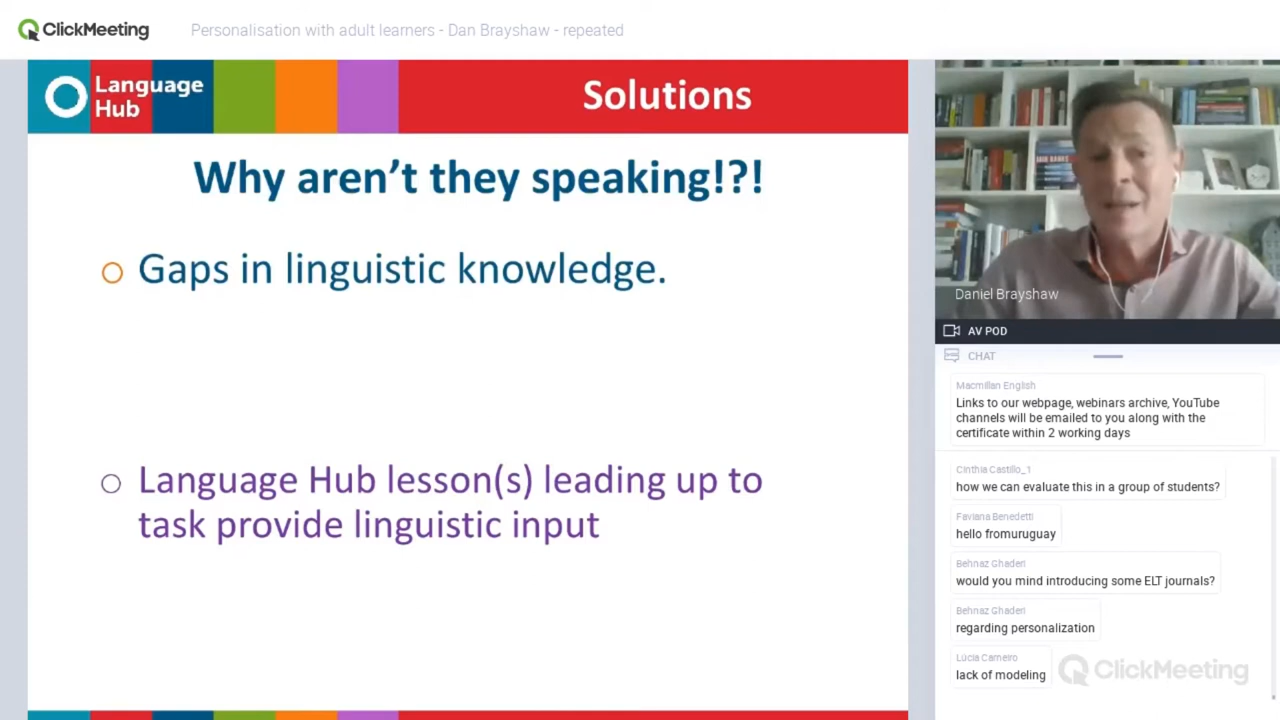 ClickMeeting
Personalisation with adult learners - Dan Brayshaw - repeated
Language
Hub
Solutions
Why aren't they speaking!?!
Gaps in linguistic knowledge.
Language Hub lesson(s) leading up to
task provide linguistic input
Daniel Brayshaw
AV POD
CHAT
Macmillan English
Links to our webpage, webinars archive, YouTube
channels will be emailed to you along with the
certificate within 2 working days
Cinthia Castillo_1
how we can evaluate this in a group of students?
Faviana Benedetti
hello fromuruguay
Behnaz Ghaderi
would you mind introducing some ELT journals?
Behnaz Ghaderi
regarding personalization
Lúcia Carneiro
lack of modeling
ClickMeeting